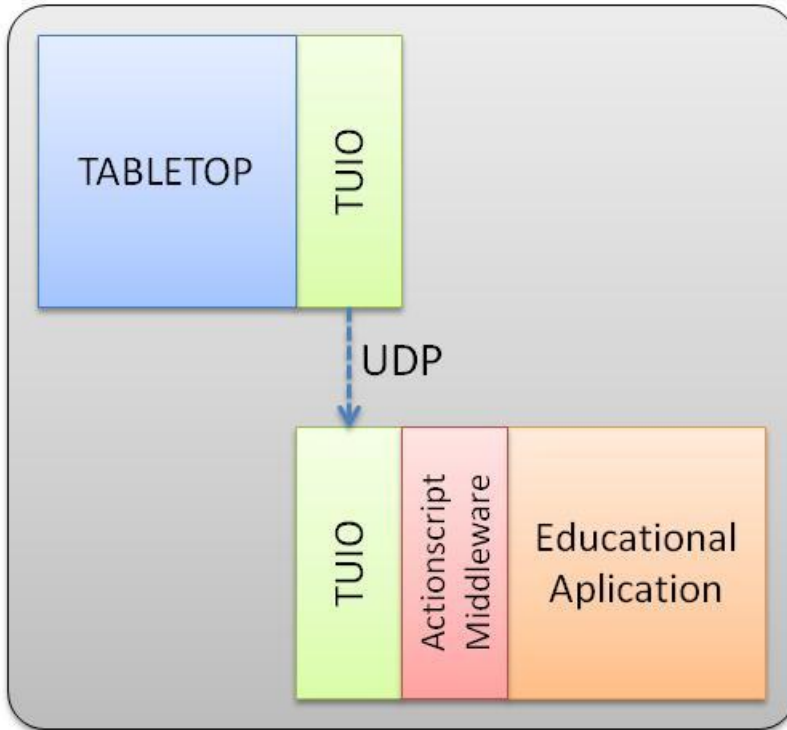 TABLETOP
TUIO
UDP
TUIO
Actionscript
Middleware
Educational
Aplication